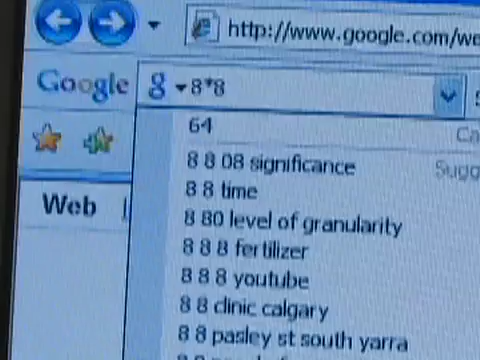 http://www.google.com/we
Google g 8*8
64 Ca
8 8 08 significance Sugg
8 8 time
Web
8 80 level of granularity
8 8 8 fertilizer
8 8 8 youtube
8 8 clinic calgary
8 8 pasley st south yarra